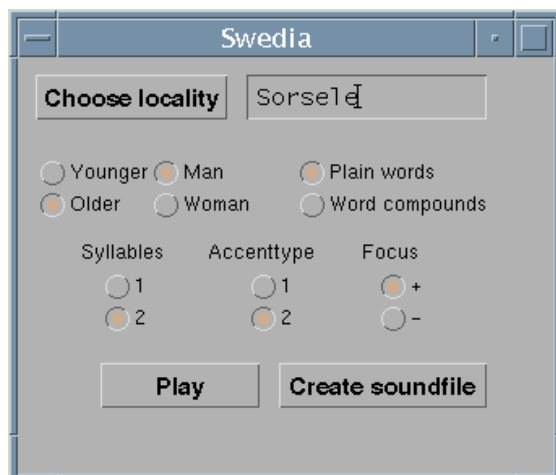 Swedia
Choose locality Sorsele
Younger Man Plain words
Older Woman Word compounds
Syllables Accenttype Focus
1 1 +
2 2 -
Play Create soundfile